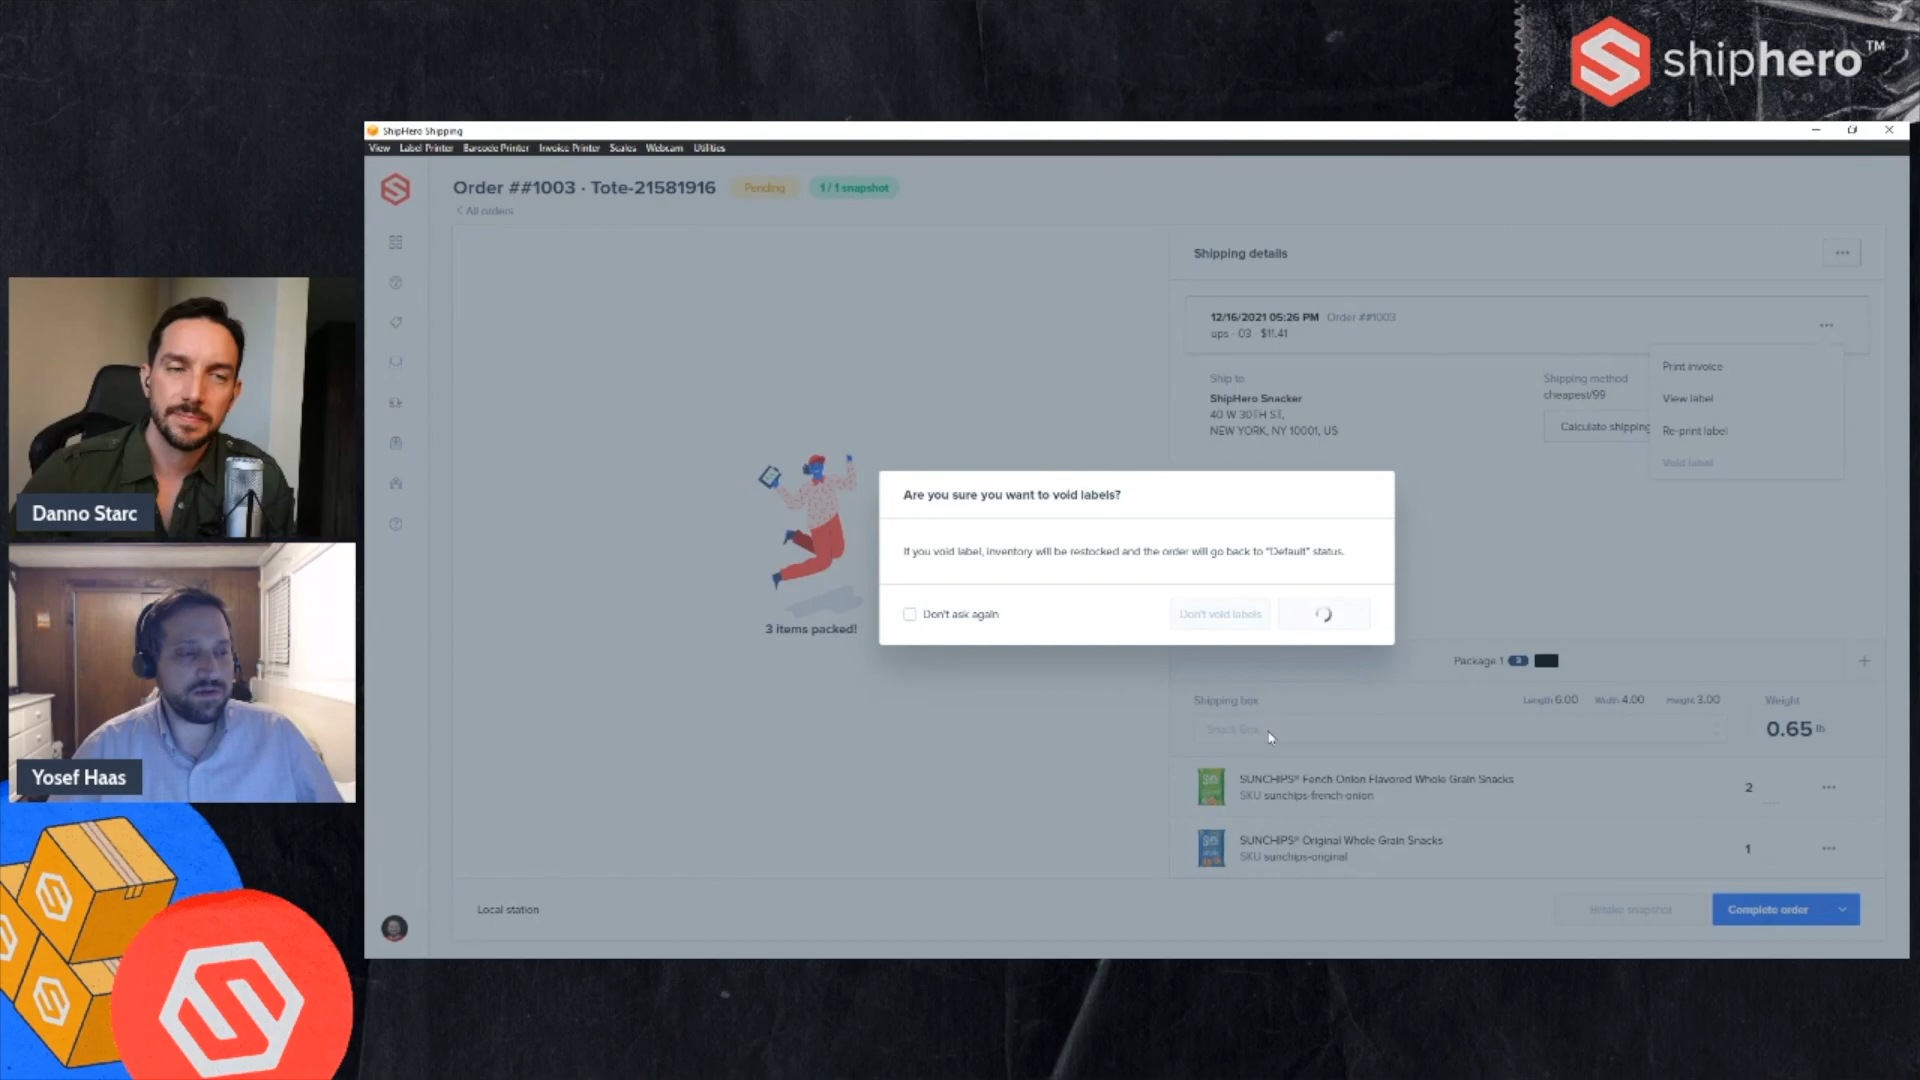 shiphero™
ShipHero Shipping
View Label Printer Barcode Printer Invoice Printer Scales Webcam Utilities
Order ##1003 · Tote-21581916 Pending 1 / 1 snapshot
< All orders
Shipping details
12/16/2021 05:26 PM Order ##1003
ups · 03 · $11.41
Print invoice
View label
Re-print label
Void label
Ship to
ShipHero Snacker
40 W 30TH ST,
NEW YORK, NY 10001, US
Shipping method
cheapest/99
Calculate shipping
Are you sure you want to void labels?
If you void label, inventory will be restocked and the order will go back to "Default" status.
Don't ask again
Don't void labels
3 items packed!
Package 1
Shipping box Length 6.00 Width 4.00 Height 3.00 Weight
Snack Box
0.65 lb
SUNCHIPS® Fench Onion Flavored Whole Grain Snacks
SKU sunchips-french-onion
2
SUNCHIPS® Original Whole Grain Snacks
SKU sunchips-original
1
Local station
Retake snapshot
Complete order
Danno Starc
Yosef Haas